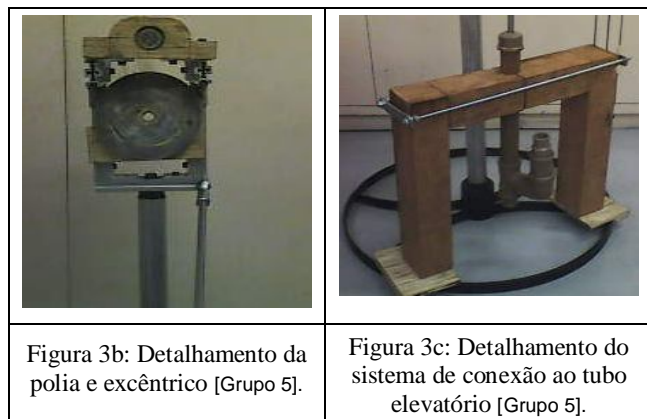 Figura 3b: Detalhamento da
polia e excêntrico [Grupo 5].
Figura 3c: Detalhamento do
sistema de conexão ao tubo
elevatório [Grupo 5].